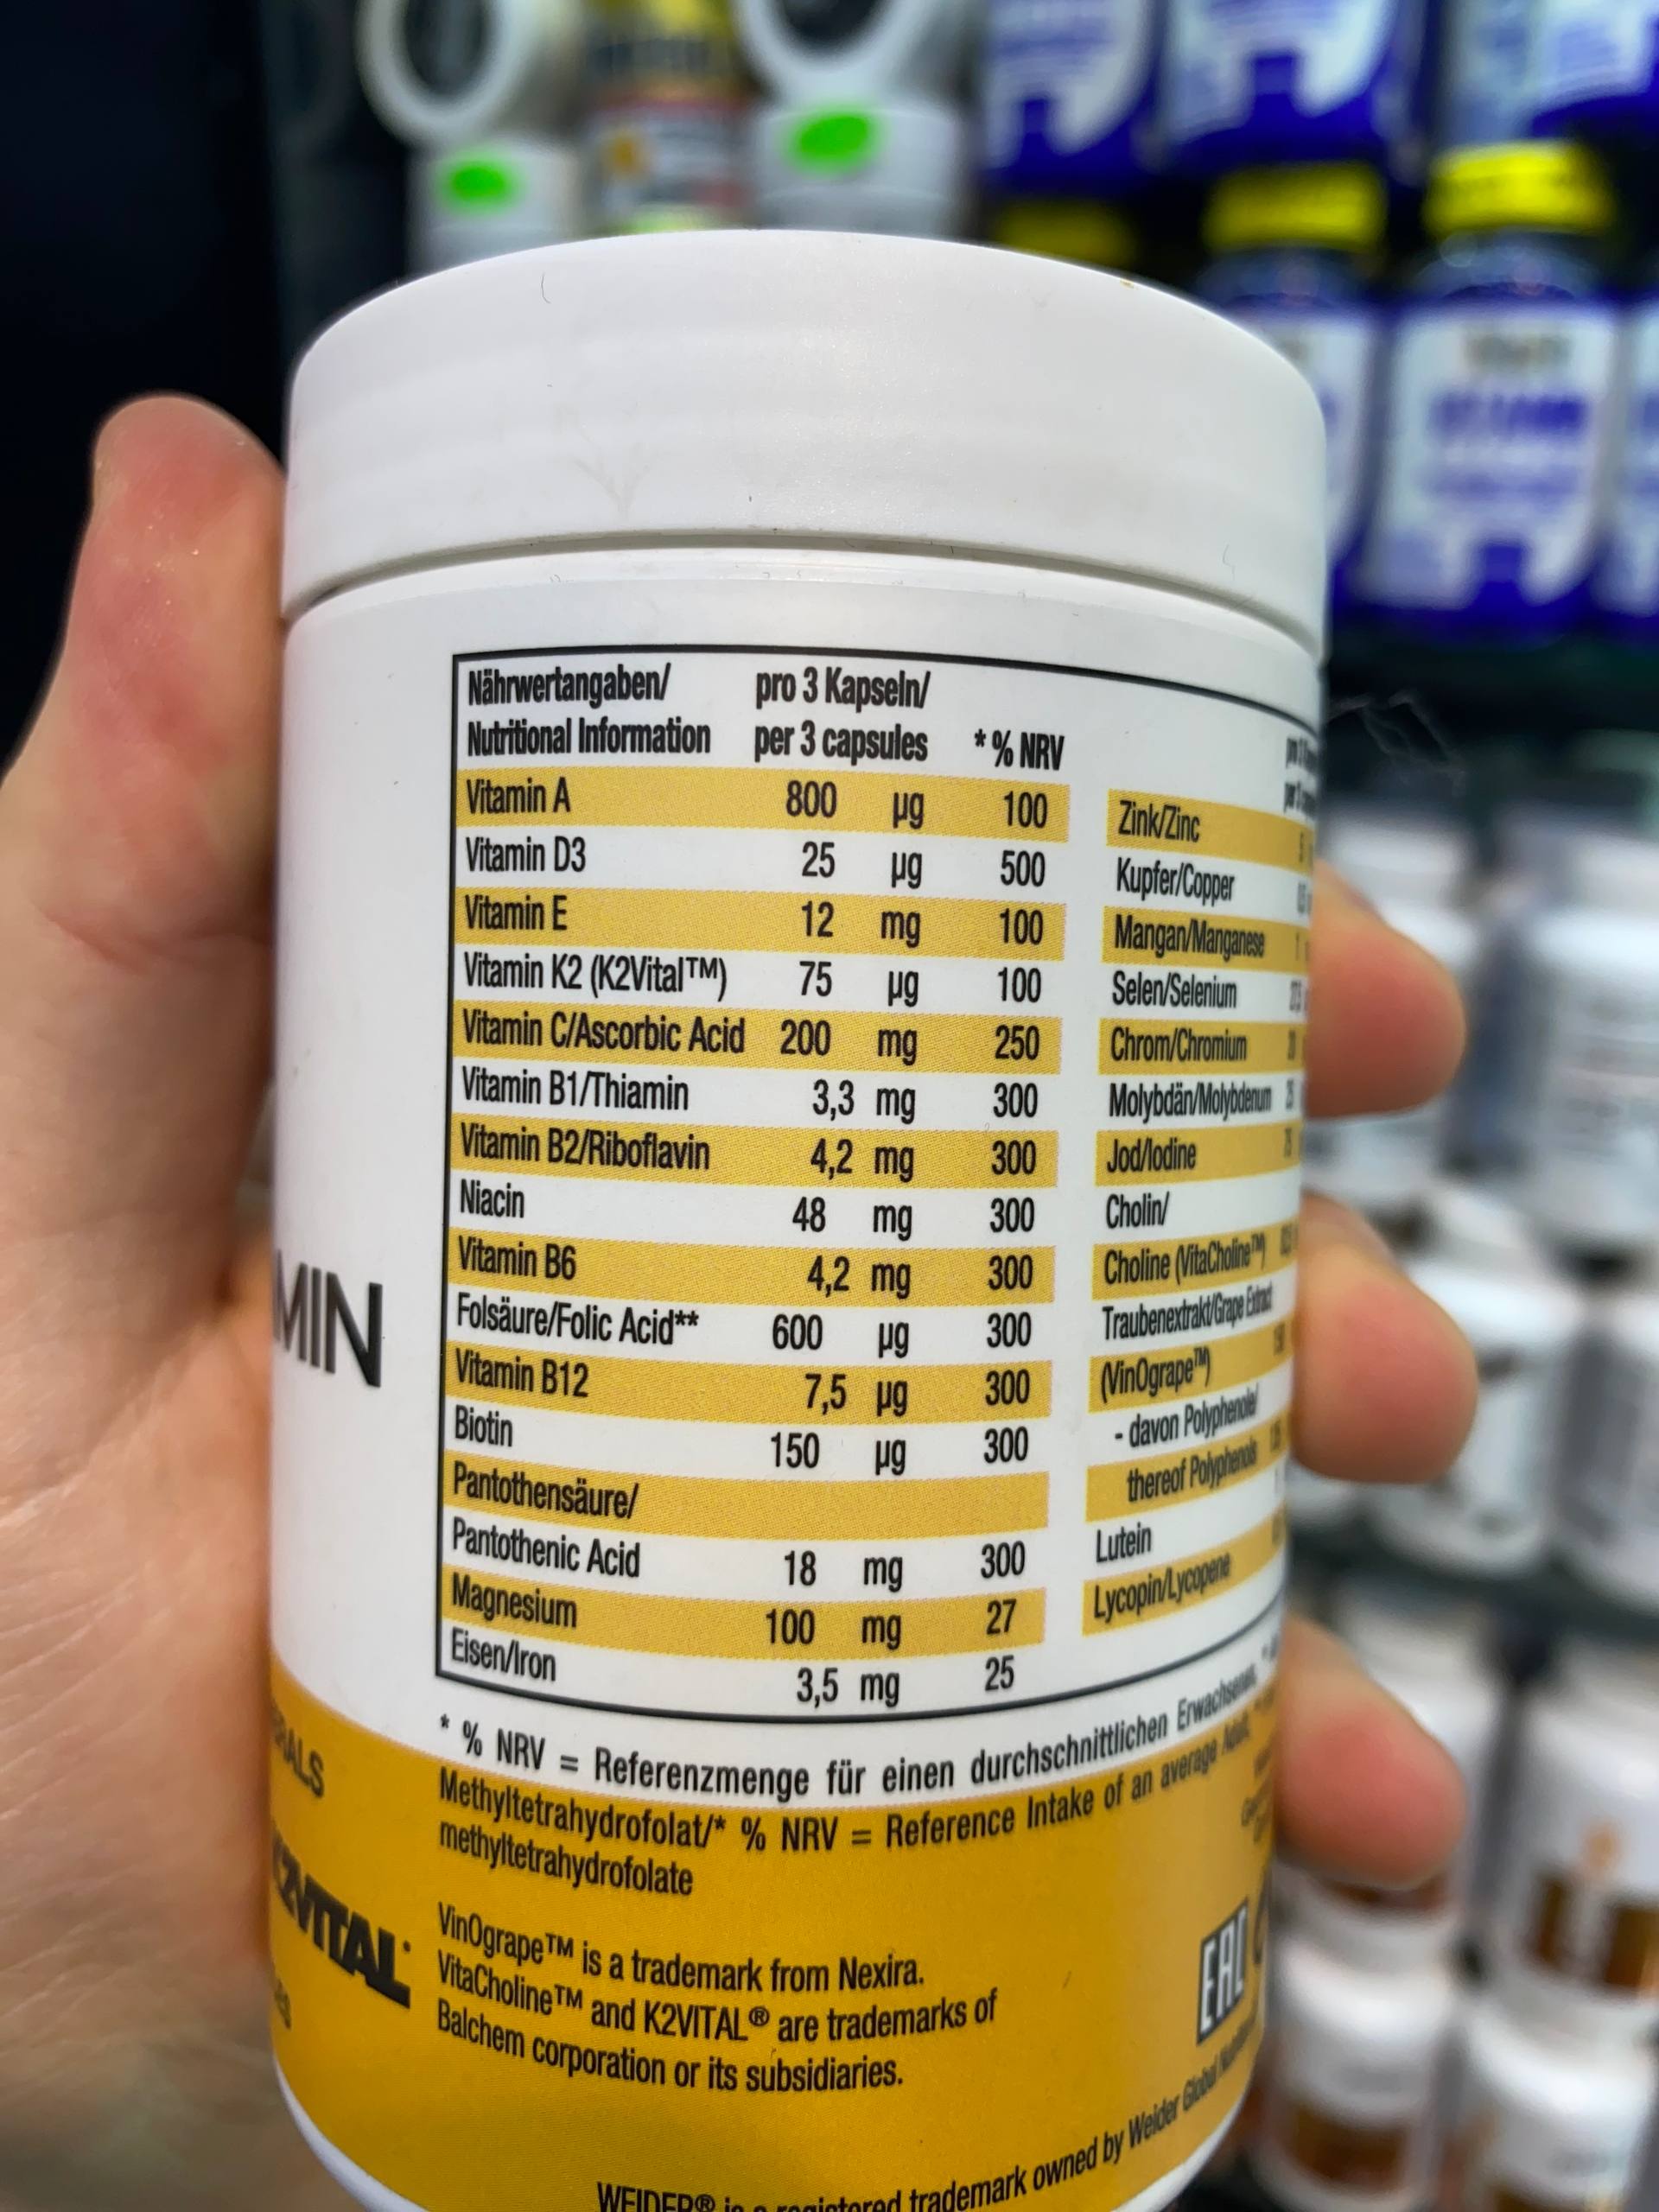 Nährwertangaben/ pro 3 Kapseln/
Nutritional Information per 3 capsules * % NRV
Vitamin A 800 µg 100
Vitamin D3 25 µg 500
Vitamin E 12 mg 100
Vitamin K2 (K2Vital™) 75 µg 100
Vitamin C/Ascorbic Acid 200 mg 250
Vitamin B1/Thiamin 3,3 mg 300
Vitamin B2/Riboflavin 4,2 mg 300
Niacin 48 mg 300
Vitamin B6 4,2 mg 300
Folsäure/Folic Acid** 600 µg 300
Vitamin B12 7,5 µg 300
Biotin 150 µg 300
Pantothensäure/
Pantothenic Acid 18 mg 300
Magnesium 100 mg 27
Eisen/Iron 3,5 mg 25
Zink/Zinc
Kupfer/Copper
Mangan/Manganese
Selen/Selenium
Chrom/Chromium
Molybdän/Molybdenum
Jod/Iodine
Cholin/
Choline (VitaCholine™)
Traubenextrakt/Grape Extract
(VinOgrape™)
- davon Polyphenole/
thereof Polyphenols
Lutein
Lycopin/Lycopene
* % NRV = Referenzmenge für einen durchschnittlichen Erwachsenen,
Methyltetrahydrofolat/* % NRV = Reference Intake of an average Adult,
methyltetrahydrofolate
VinOgrape™ is a trademark from Nexira.
VitaCholine™ and K2VITAL® are trademarks of
Balchem corporation or its subsidiaries.
EAC
WEIDER® is a registered trademark owned by Weider Global
MIN
K2VITAL